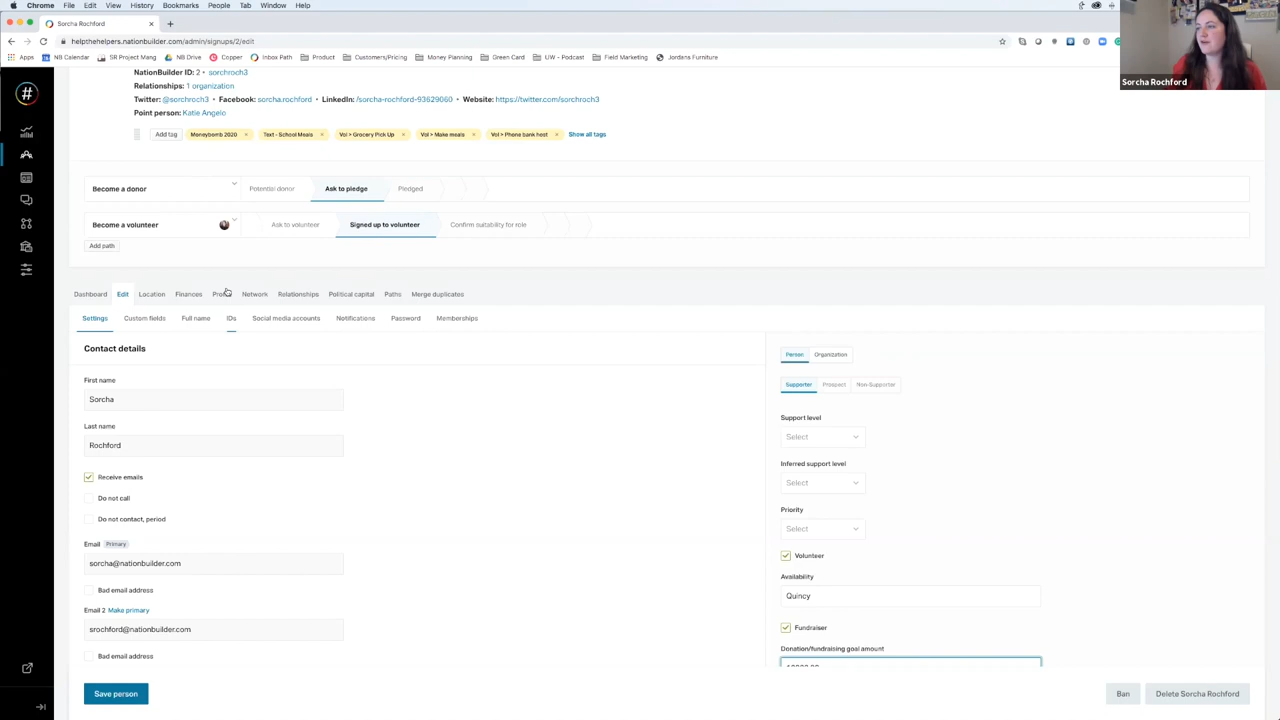 Chrome File Edit View History Bookmarks People Tab Window Help
Sorcha Rochford
helpthehelpers.nationbuilder.com/admin/signups/2/edit
Apps NB Calendar SR Project Mang NB Drive Copper Inbox Path Product Customers/Pricing Money Planning Green Card UW - Podcast Field Marketing Jordans Furniture
Sorcha Rochford
NationBuilder ID: 2 • sorchroch3
Relationships: 1 organization
Twitter: @sorchroch3 • Facebook: sorcha.rochford • LinkedIn: /sorcha-rochford-93629060 • Website: https://twitter.com/sorchroch3
Point person: Katie Angelo
Add tag Moneybomb 2020 × Text - School Meals × Vol > Grocery Pick Up × Vol > Make meals × Vol > Phone bank host × Show all tags
Become a donor Potential donor Ask to pledge Pledged
Become a volunteer Ask to volunteer Signed up to volunteer Confirm suitability for role
Add path
Dashboard Edit Location Finances Network Relationships Political capital Paths Merge duplicates
Settings Custom fields Full name IDs Social media accounts Notifications Password Memberships
Contact details
First name
Sorcha
Last name
Rochford
Receive emails
Do not call
Do not contact, period
Email Primary
sorcha@nationbuilder.com
Bad email address
Email 2 Make primary
srochford@nationbuilder.com
Bad email address
Person Organization
Supporter Prospect Non-Supporter
Support level
Select
Inferred support level
Select
Priority
Select
Volunteer
Availability
Quincy
Fundraiser
Donation/fundraising goal amount
Save person Ban Delete Sorcha Rochford